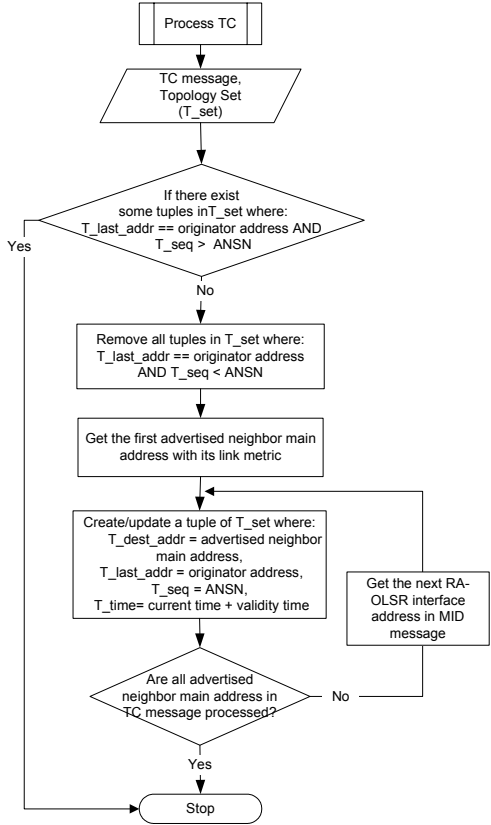 Process TC
TC message,
Topology Set
(T_set)
If there exist
some tuples inT_set where:
T_last_addr == originator address AND
T_seq > ANSN
Yes
No
Remove all tuples in T_set where:
T_last_addr == originator address
AND T_seq < ANSN
Get the first advertised neighbor main
address with its link metric
Create/update a tuple of T_set where:
T_dest_addr = advertised neighbor
main address,
T_last_addr = originator address,
T_seq = ANSN,
T_time= current time + validity time
Get the next RA-
OLSR interface
address in MID
message
Are all advertised
neighbor main address in
TC message processed?
No
Yes
Stop